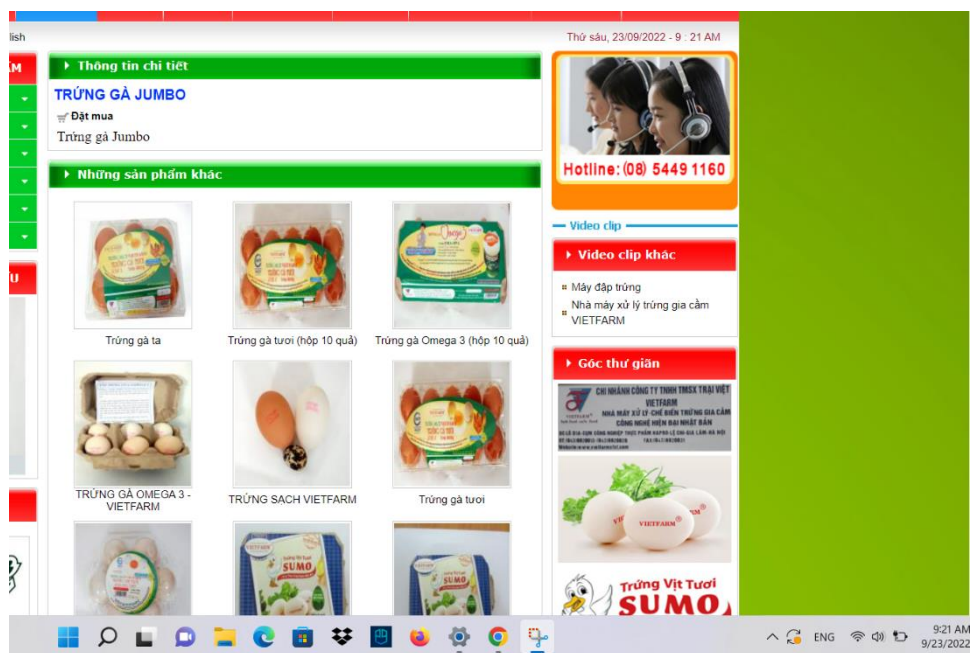 lish
Thứ sáu, 23/09/2022 - 9 : 21 AM
ẨM
Thông tin chi tiết
TRỨNG GÀ JUMBO
Đặt mua
Trứng gà Jumbo
Hotline: (08) 5449 1160
Những sản phẩm khác
Trứng gà ta
Trứng gà tươi (hộp 10 quả)
Trứng gà Omega 3 (hộp 10 quả)
TRỨNG GÀ OMEGA 3 -
VIETFARM
TRỨNG SẠCH VIETFARM
Trứng gà tươi
SUMO
SUMO
Video clip
Video clip khác
Máy đập trứng
Nhà máy xử lý trứng gia cầm
VIETFARM
Góc thư giãn
CHI NHÁNH CÔNG TY TNHH TMSX TRẠI VIỆT
VIETFARM
NHÀ MÁY XỬ LÝ-CHẾ BIẾN TRỨNG GIA CẦM
CÔNG NGHỆ HIỆN ĐẠI NHẬT BẢN
VIETFARM
Trứng Vịt Tươi
SUMO
ENG
9:21 AM
9/23/2022